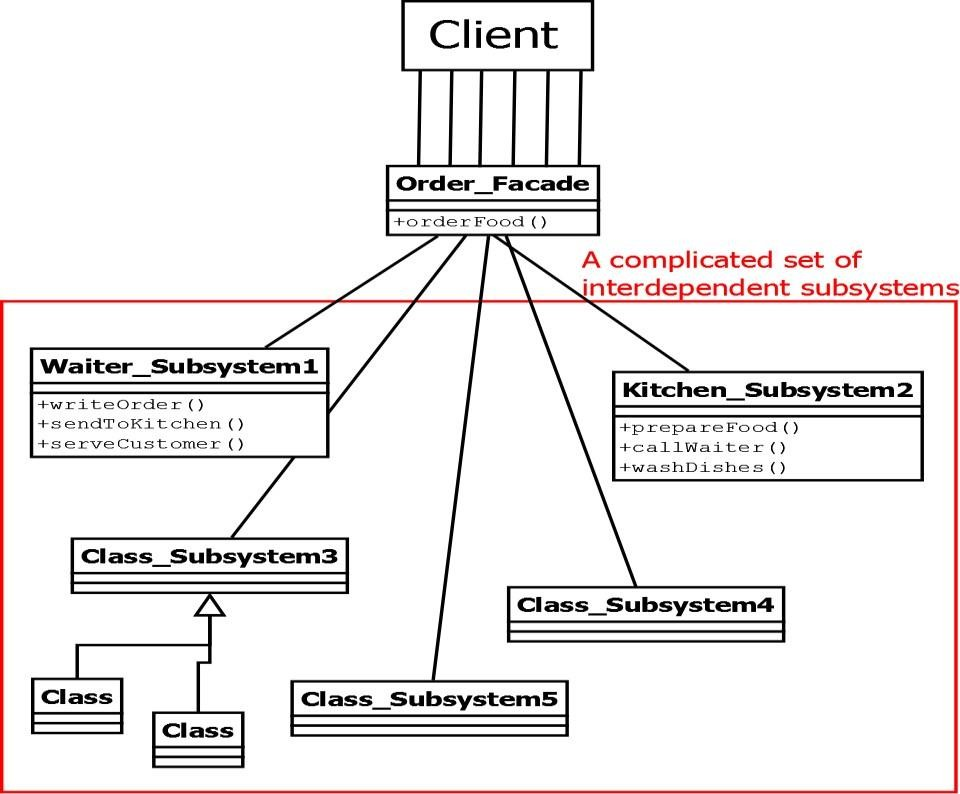 Client
Order_Facade
+orderFood()
A complicated set of
interdependent subsystems
Waiter_Subsystem1
+writeOrder()
+sendToKitchen()
+serveCustomer()
Kitchen_Subsystem2
+prepareFood()
+callWaiter()
+washDishes()
Class_Subsystem3
Class_Subsystem4
Class
Class_Subsystem5
Class